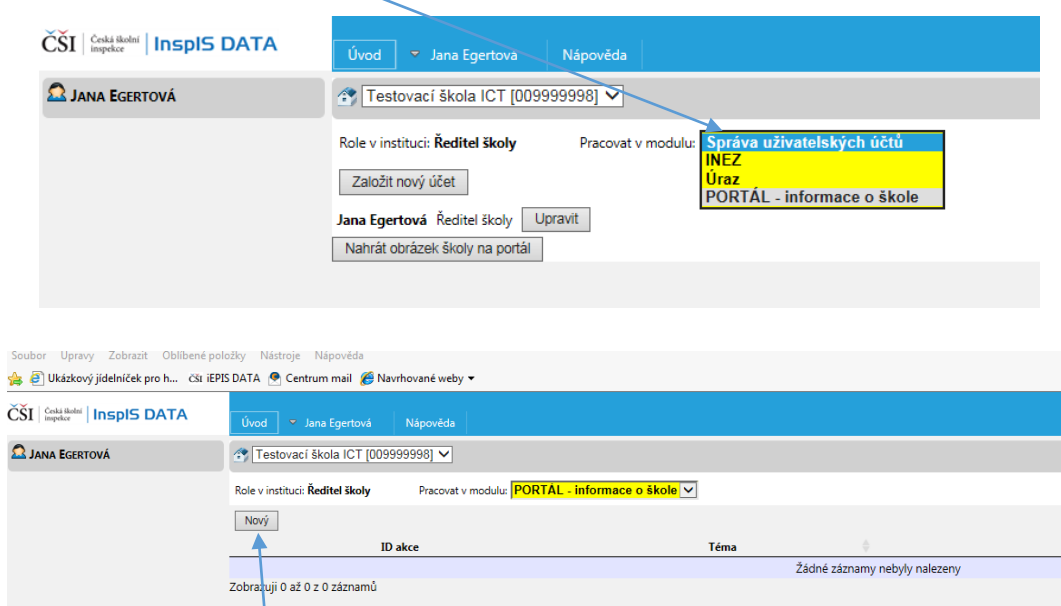 ČŠI Česká školní inspekce InspIS DATA
Úvod Jana Egertová Nápověda
JANA EGERTOVÁ
Testovací škola ICT [009999998]
Role v instituci: Ředitel školy Pracovat v modulu: Správa uživatelských účtů
INEZ
Úraz
PORTÁL - informace o škole
Založit nový účet
Jana Egertová Ředitel školy Upravit
Nahrát obrázek školy na portál
Soubor Upravy Zobrazit Oblíbené položky Nástroje Nápověda
Ukázkový jídelníček pro h... ČŠI iEPIS DATA Centrum mail Navrhované weby
ČŠI Česká školní inspekce InspIS DATA
Úvod Jana Egertová Nápověda
JANA EGERTOVÁ
Testovací škola ICT [009999998]
Role v instituci: Ředitel školy Pracovat v modulu: PORTÁL - informace o škole
Nový
ID akce Téma
Žádné záznamy nebyly nalezeny
Zobrazuji 0 až 0 z 0 záznamů